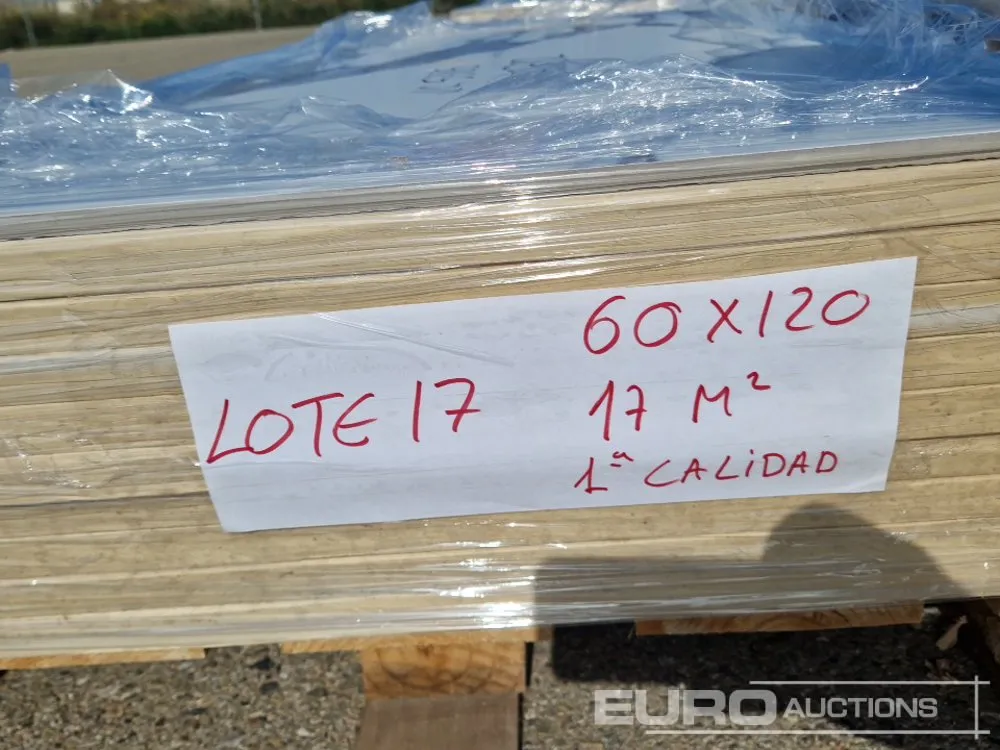 LOTE 17
60 X 120
17 M²
1ª CALiDAD
EURO AUCTIONS